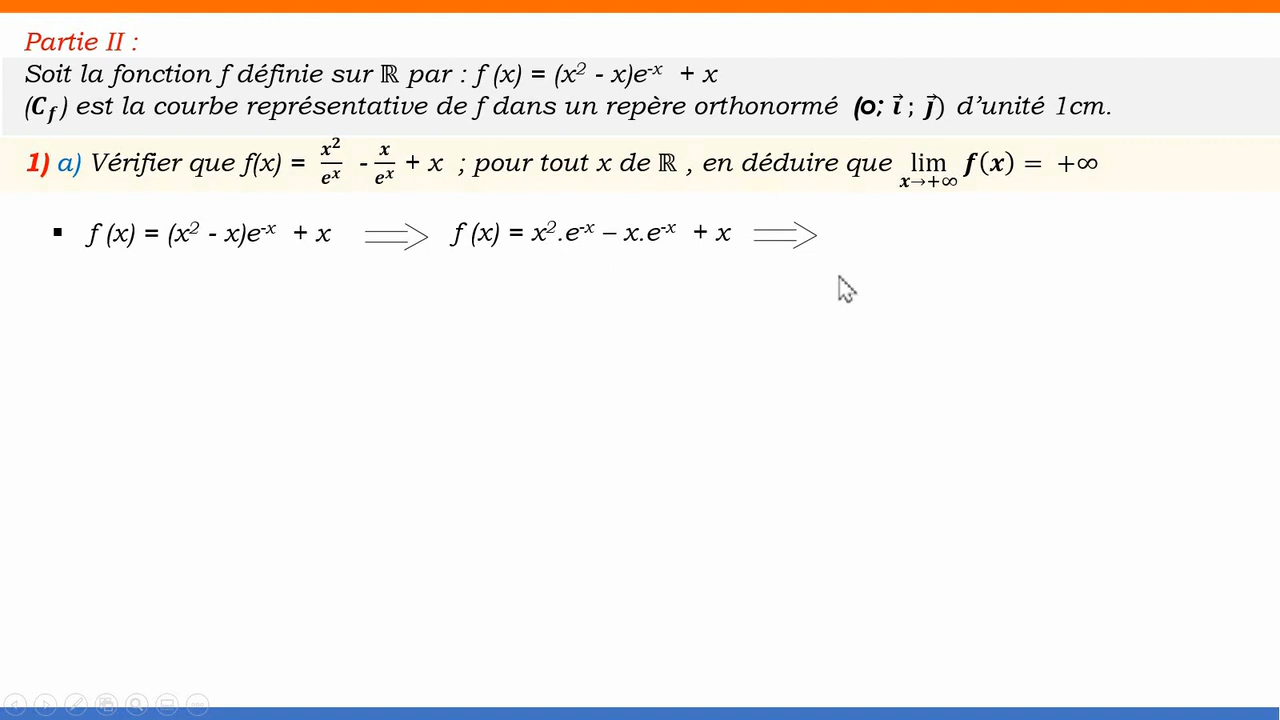 Partie II :
Soit la fonction f définie sur ℝ par : f (x) = (x² - x)e⁻ˣ + x
(C_f) est la courbe représentative de f dans un repère orthonormé (o; i⃗ ; j⃗) d’unité 1cm.
1) a) Vérifier que f(x) = x²/eˣ - x/eˣ + x ; pour tout x de ℝ , en déduire que lim x→+∞ f(x) = +∞
▪ f (x) = (x² - x)e⁻ˣ + x ⟹ f (x) = x².e⁻ˣ – x.e⁻ˣ + x ⟹